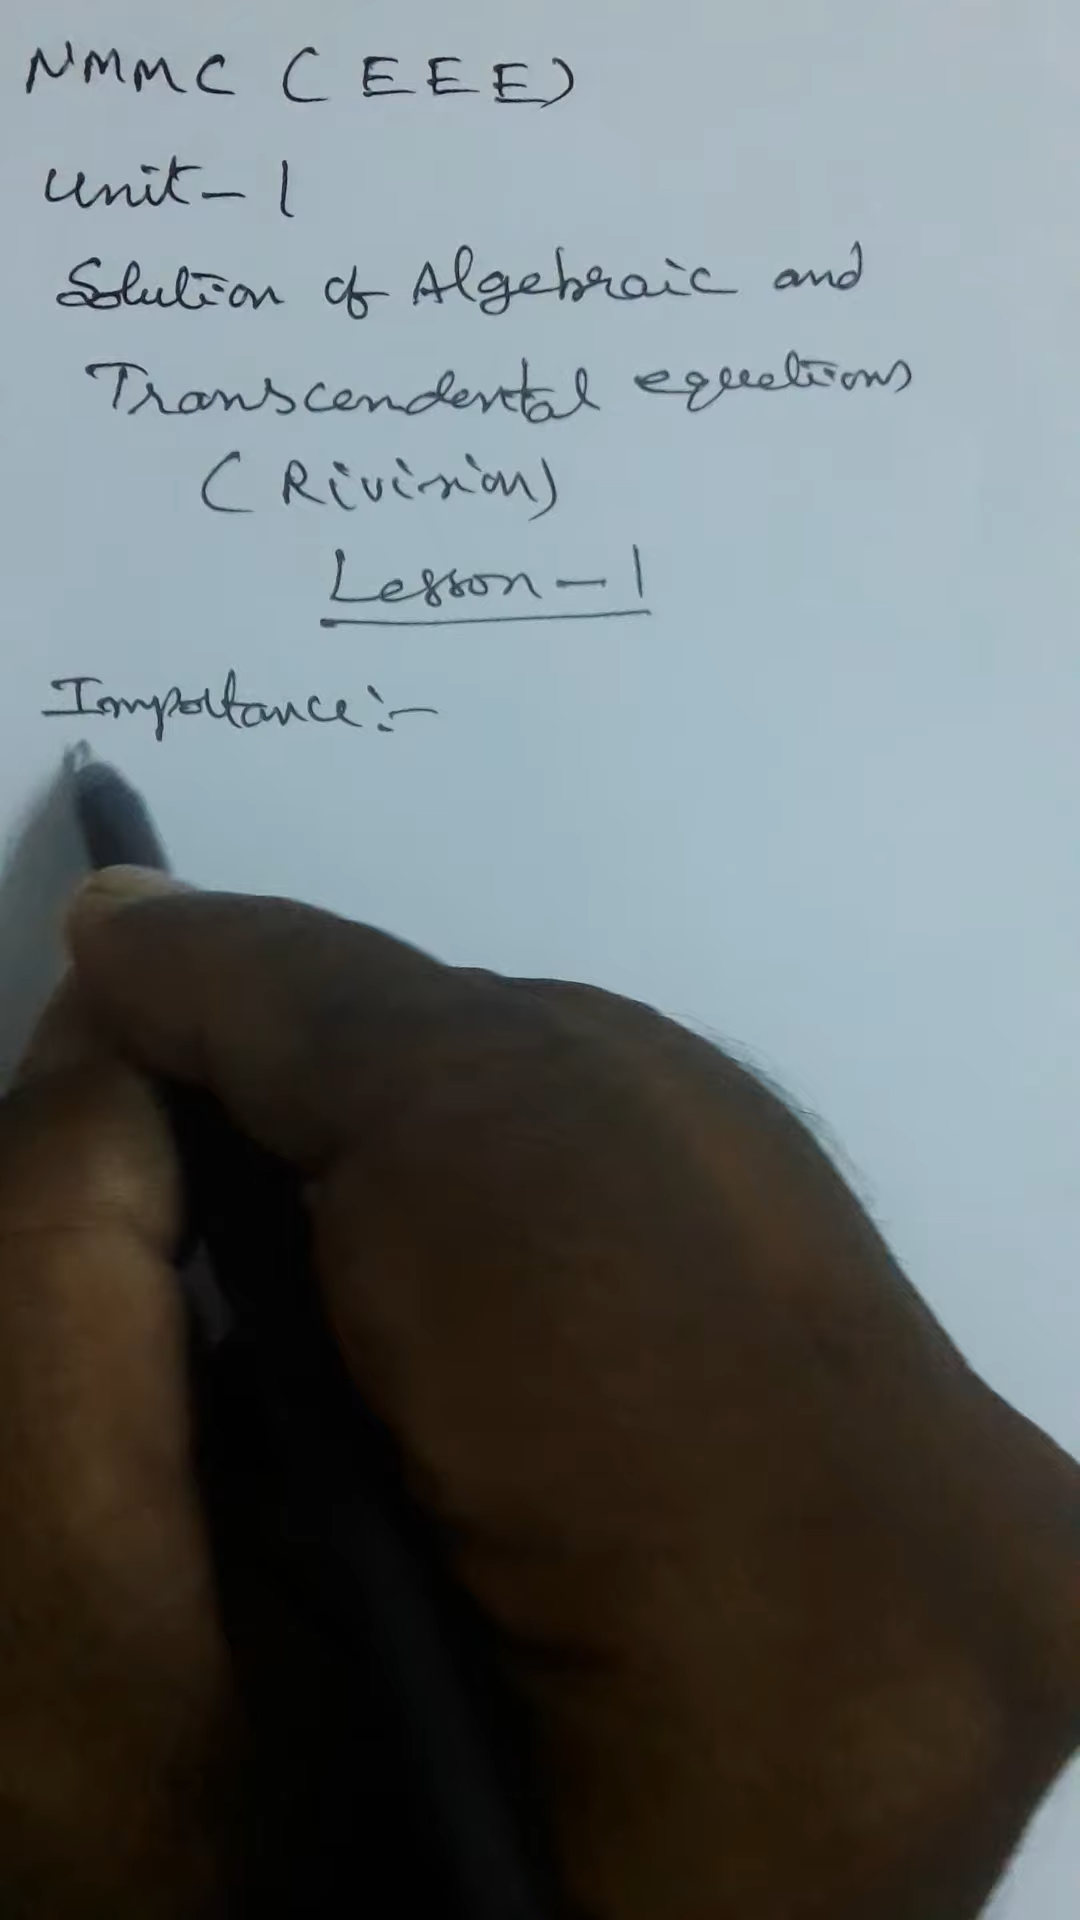 NMMC (EEE)
Unit-1
Solution of Algebraic and
Transcendental equations
(Rivision)
Lesson-1
Importance:-